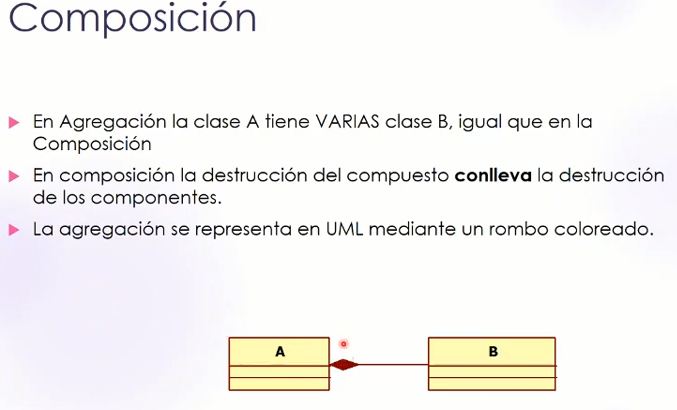 Composición
En Agregación la clase A tiene VARIAS clase B, igual que en la
Composición
En composición la destrucción del compuesto conlleva la destrucción
de los componentes.
La agregación se representa en UML mediante un rombo coloreado.
A
B